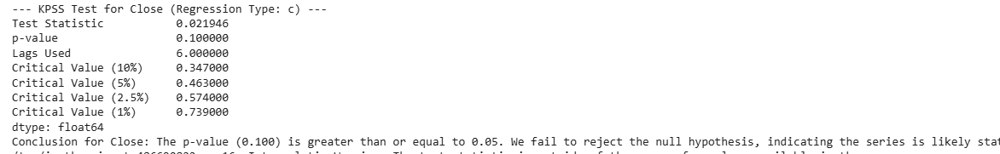 --- KPSS Test for Close (Regression Type: c) ---
Test Statistic 0.021946
p-value 0.100000
Lags Used 6.000000
Critical Value (10%) 0.347000
Critical Value (5%) 0.463000
Critical Value (2.5%) 0.574000
Critical Value (1%) 0.739000
dtype: float64
Conclusion for Close: The p-value (0.100) is greater than or equal to 0.05. We fail to reject the null hypothesis, indicating the series is likely stat